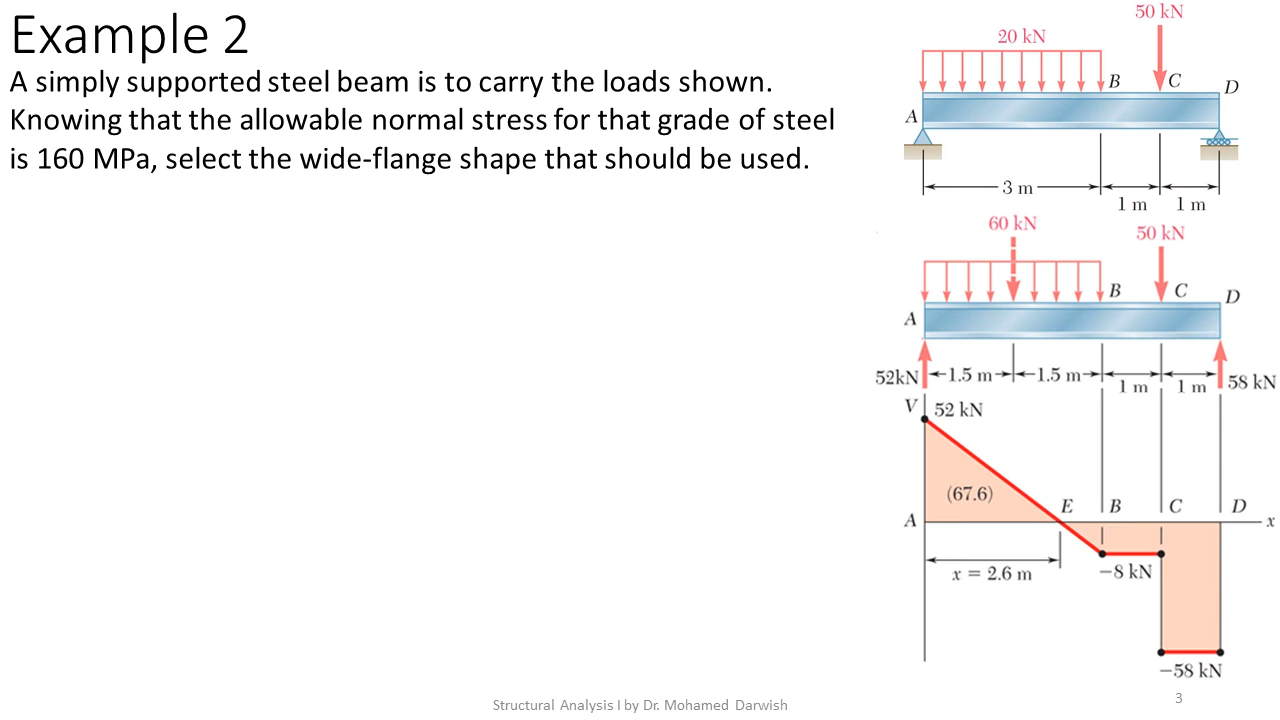 Example 2
A simply supported steel beam is to carry the loads shown.
Knowing that the allowable normal stress for that grade of steel
is 160 MPa, select the wide-flange shape that should be used.
50 kN
20 kN
B
C
D
A
3 m
1 m
1 m
60 kN
50 kN
B
C
D
A
52kN
1.5 m
1.5 m
1 m
1 m
58 kN
V
52 kN
(67.6)
E
B
C
D
A
x
x = 2.6 m
−8 kN
−58 kN
Structural Analysis I by Dr. Mohamed Darwish
3